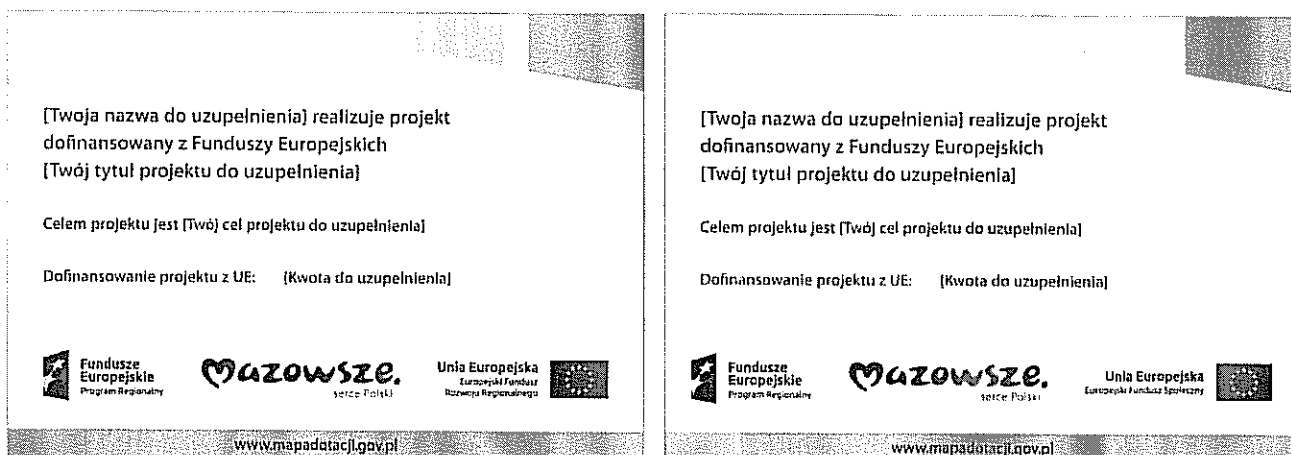 [Twoja nazwa do uzupełnienia] realizuje projekt
dofinansowany z Funduszy Europejskich
[Twój tytuł projektu do uzupełnienia]
Celem projektu jest [Twój cel projektu do uzupełnienia]
Dofinansowanie projektu z UE: [Kwota do uzupełnienia]
Fundusze
Europejskie
Program Regionalny
Mazowsze.
serce Polski
Unia Europejska
Europejski Fundusz
Rozwoju Regionalnego
www.mapadotacji.gov.pl
[Twoja nazwa do uzupełnienia] realizuje projekt
dofinansowany z Funduszy Europejskich
[Twój tytuł projektu do uzupełnienia]
Celem projektu jest [Twój cel projektu do uzupełnienia]
Dofinansowanie projektu z UE: [Kwota do uzupełnienia]
Fundusze
Europejskie
Program Regionalny
Mazowsze.
serce Polski
Unia Europejska
Europejski Fundusz Społeczny
www.mapadotacji.gov.pl